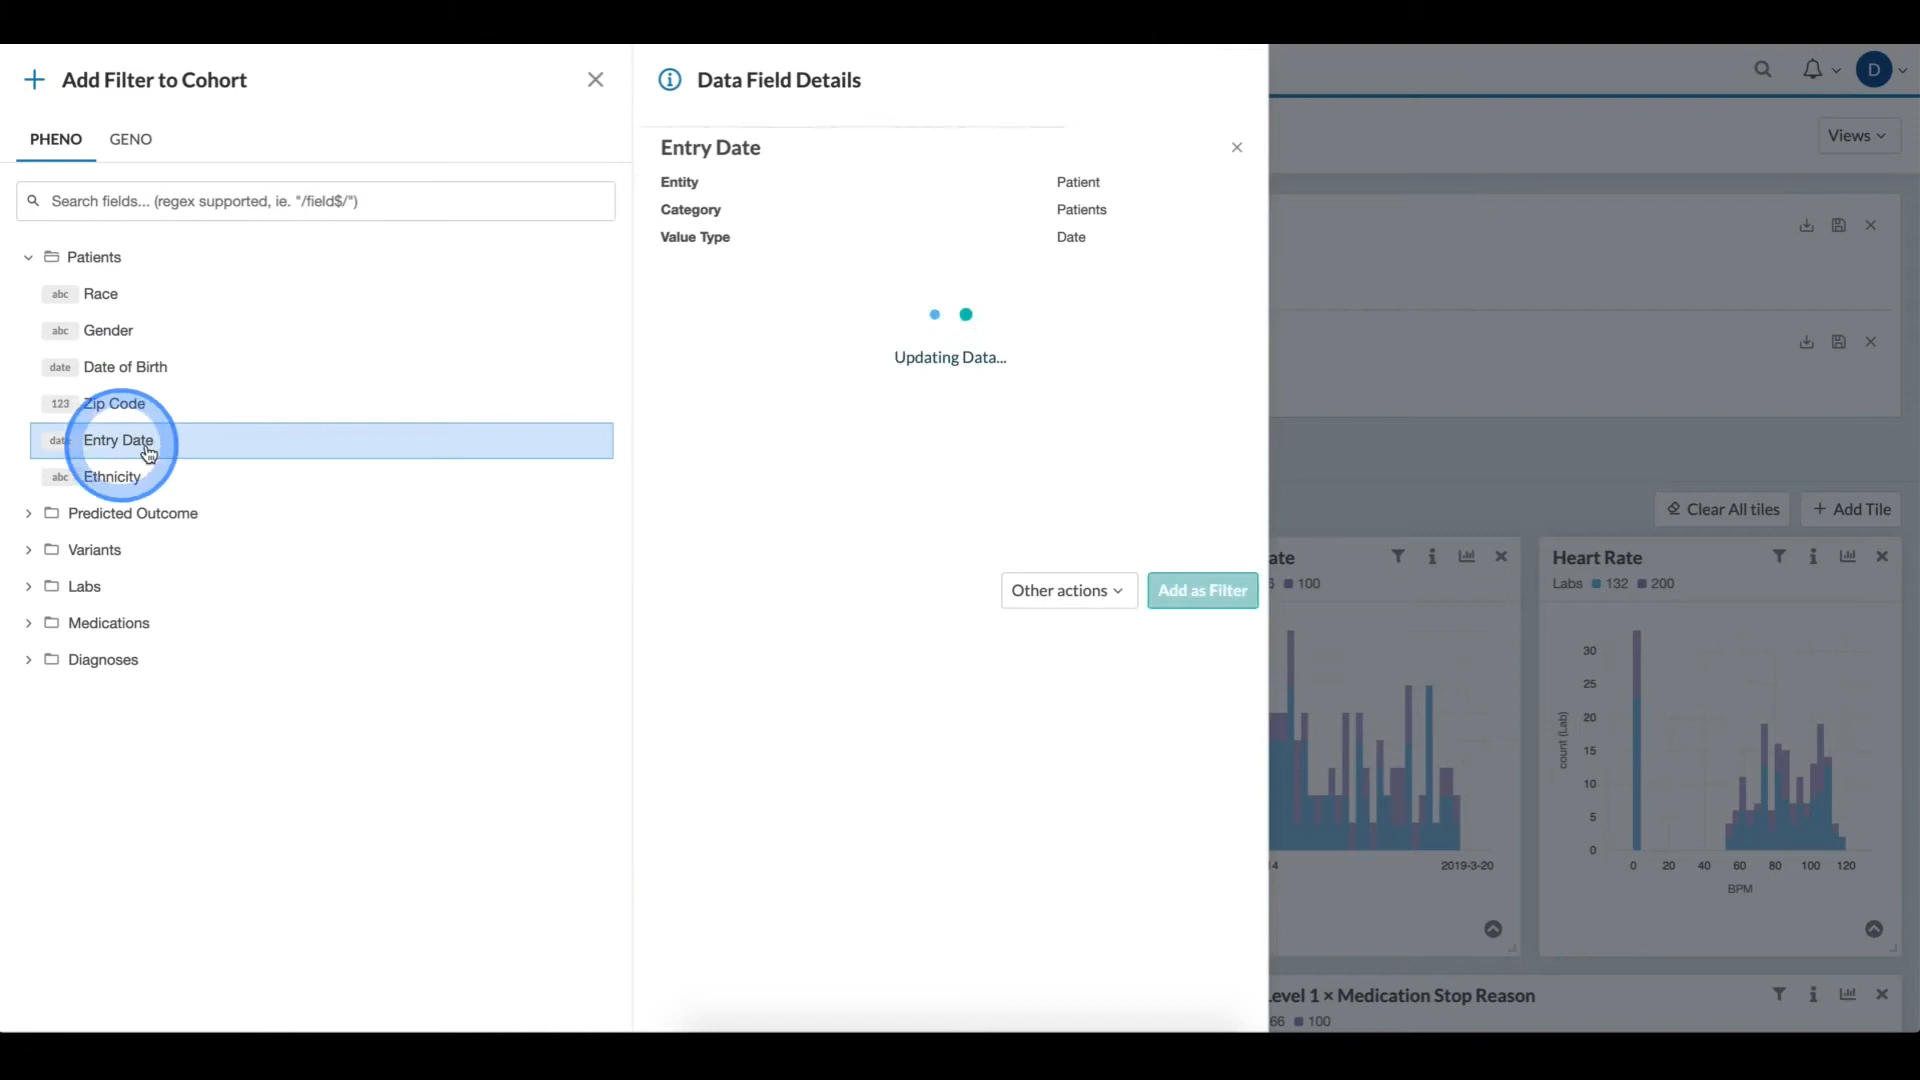 Add Filter to Cohort
PHENO GENO
Search fields... (regex supported, ie. "/field$/")
Patients
abc Race
abc Gender
date Date of Birth
123 Zip Code
date Entry Date
abc Ethnicity
Predicted Outcome
Variants
Labs
Medications
Diagnoses
Data Field Details
Entry Date
Entity Patient
Category Patients
Value Type Date
Updating Data...
Other actions Add as Filter
D
Views
Clear All tiles + Add Tile
ate
100
14 2019-3-20
Heart Rate
Labs 132 200
count (Lab)
30
25
20
15
10
5
0
0 20 40 60 80 100 120
BPM
Level 1 × Medication Stop Reason
66 100